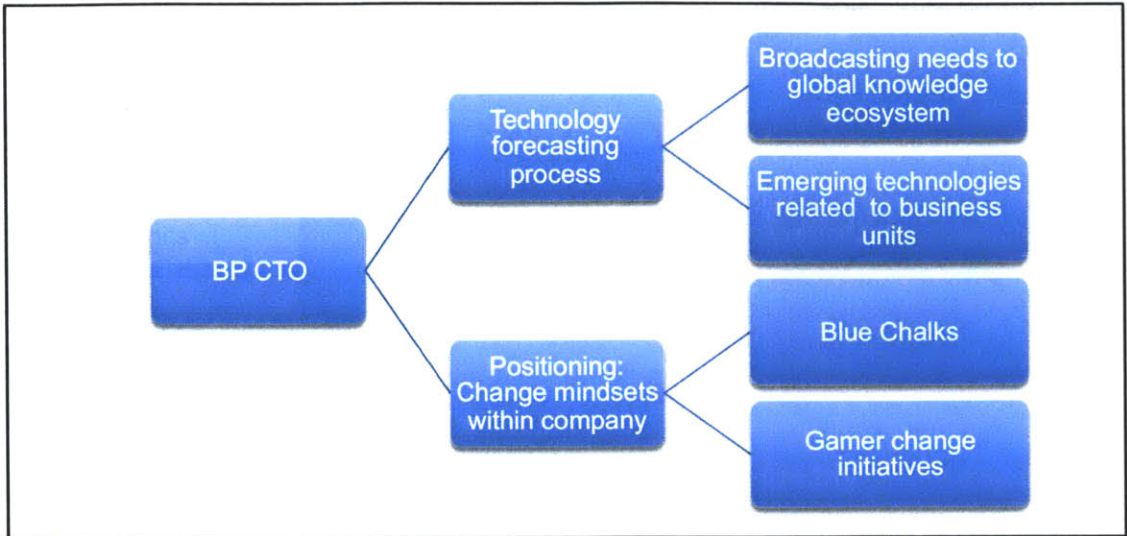 Broadcasting needs to
global knowledge
ecosystem
Technology
forecasting
process
Emerging technologies
related to business
units
BP CTO
Blue Chalks
Positioning:
Change mindsets
within company
Gamer change
initiatives